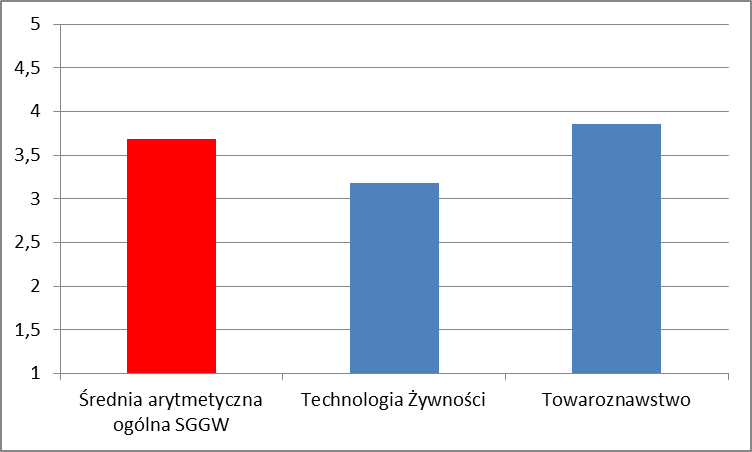 5
4,5
4
3,5
3
2,5
2
1,5
1
Średnia arytmetyczna
ogólna SGGW
Technologia Żywności
Towaroznawstwo